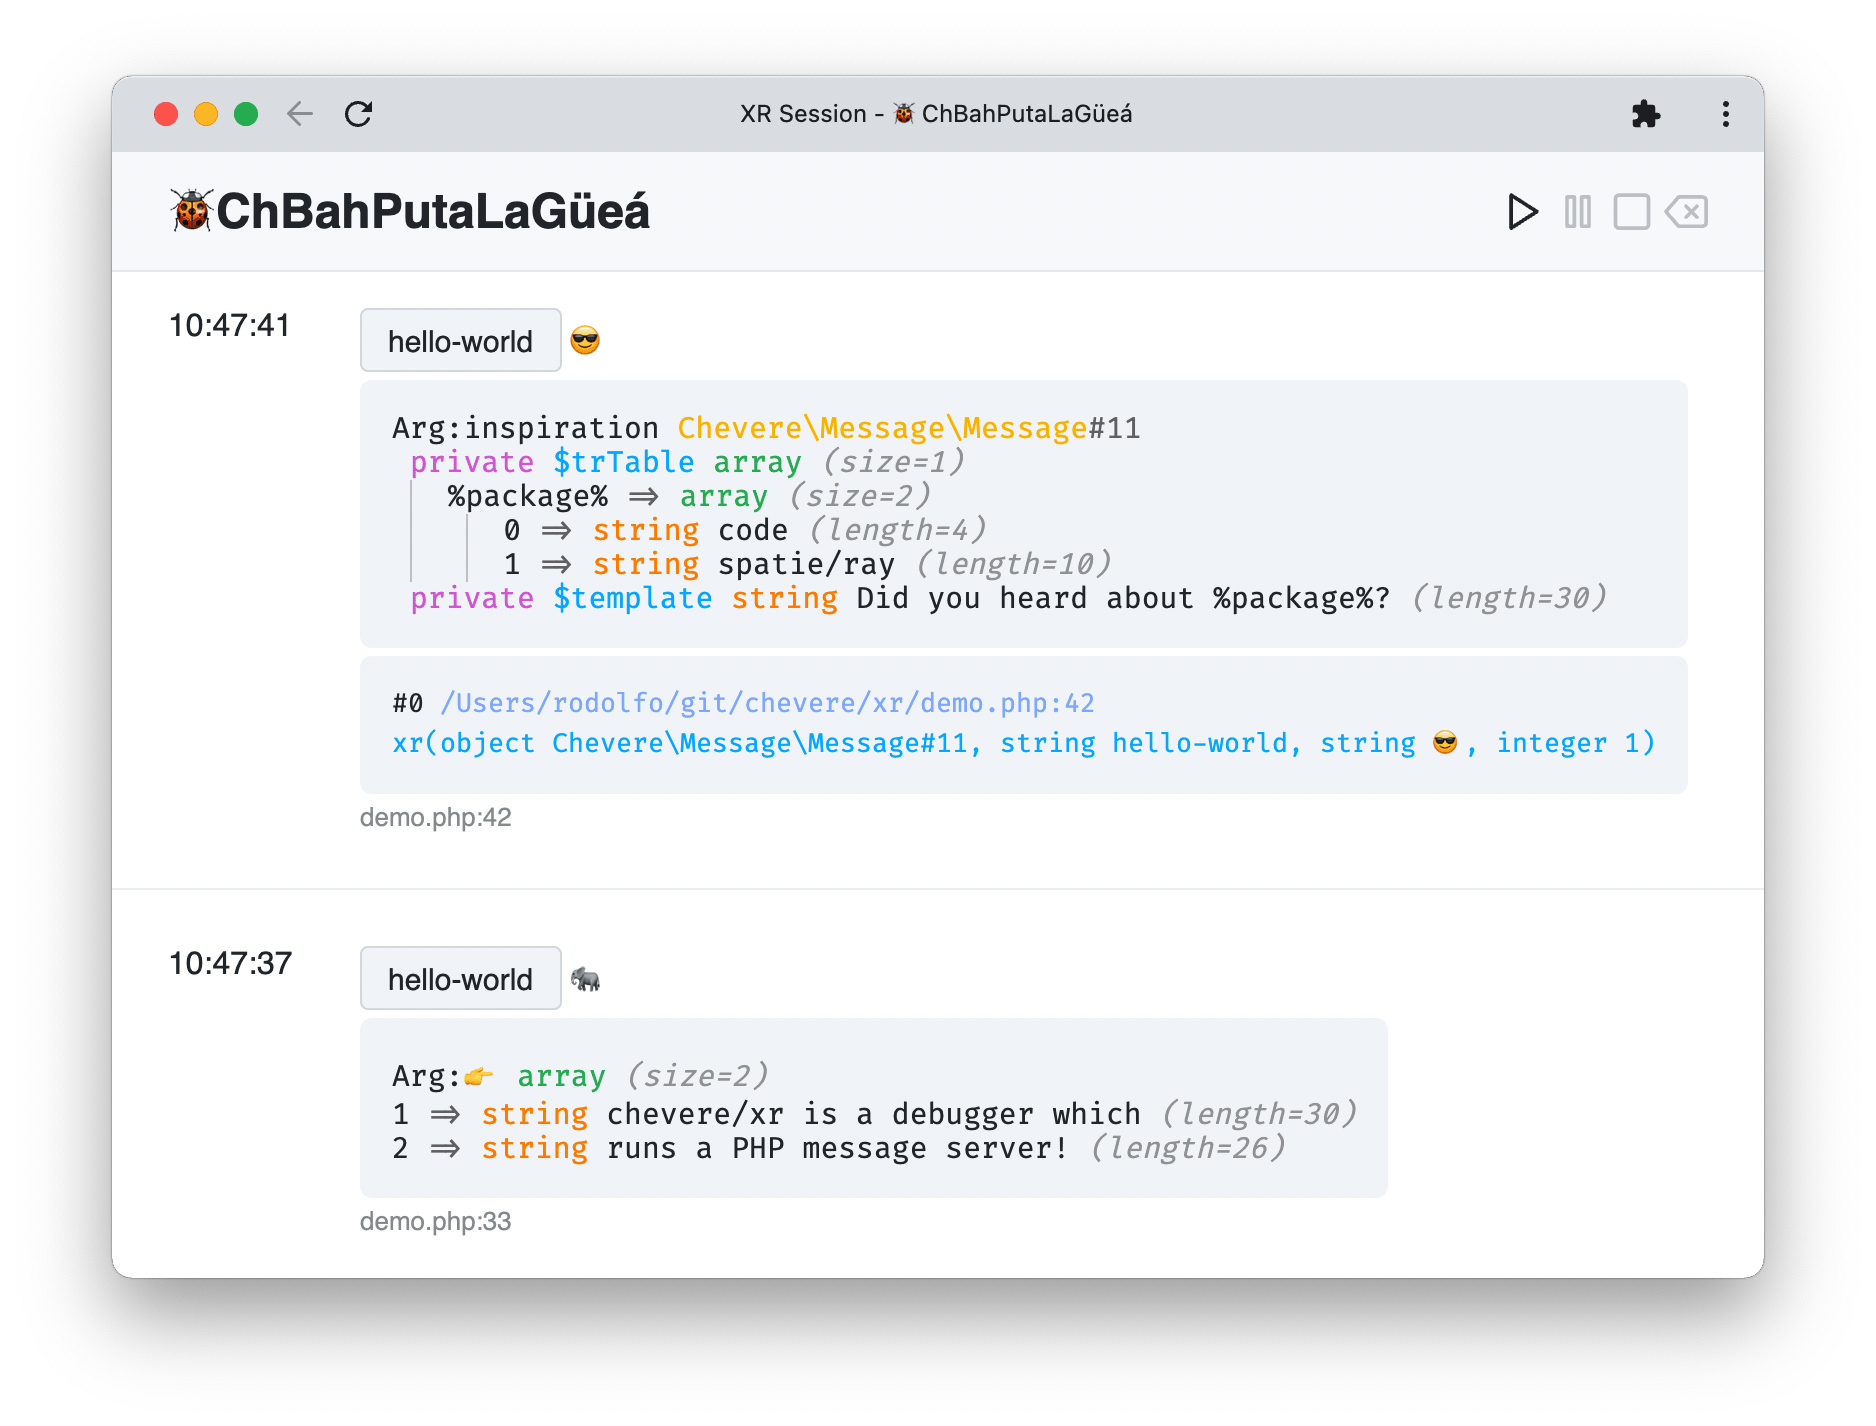 XR Session - 🐞 ChBahPutaLaGüeá
🐞ChBahPutaLaGüeá
10:47:41
hello-world 😎
Arg:inspiration Chevere\Message\Message#11
private $trTable array (size=1)
%package% => array (size=2)
0 => string code (length=4)
1 => string spatie/ray (length=10)
private $template string Did you heard about %package%? (length=30)
#0 /Users/rodolfo/git/chevere/xr/demo.php:42
xr(object Chevere\Message\Message#11, string hello-world, string 😎, integer 1)
demo.php:42
10:47:37
hello-world 🐘
Arg:👉 array (size=2)
1 => string chevere/xr is a debugger which (length=30)
2 => string runs a PHP message server! (length=26)
demo.php:33